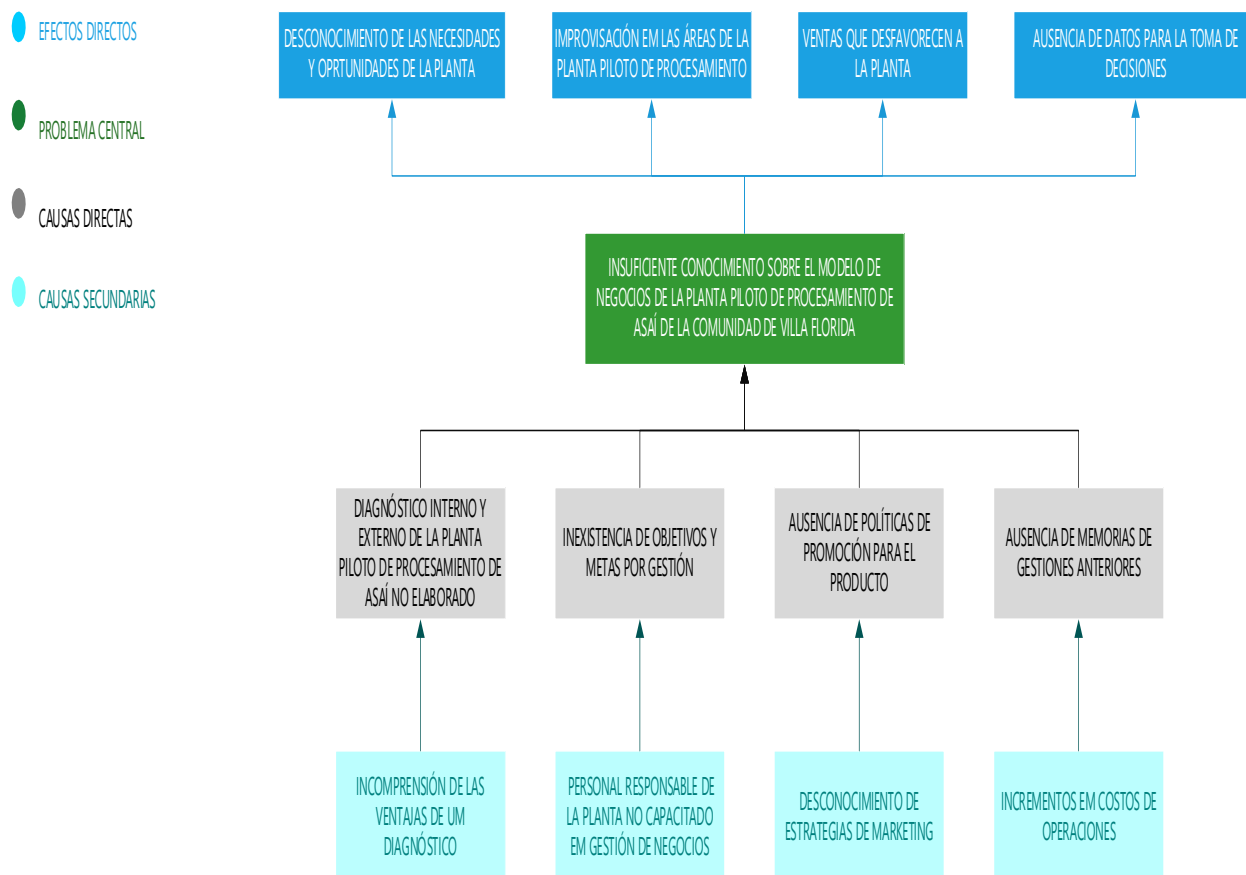 EFECTOS DIRECTOS
PROBLEMA CENTRAL
CAUSAS DIRECTAS
CAUSAS SECUNDARIAS
DESCONOCIMIENTO DE LAS NECESIDADES
Y OPRTUNIDADES DE LA PLANTA
IMPROVISACIÓN EM LAS ÁREAS DE LA
PLANTA PILOTO DE PROCESAMIENTO
VENTAS QUE DESFAVORECEN A
LA PLANTA
AUSENCIA DE DATOS PARA LA TOMA DE
DECISIONES
INSUFICIENTE CONOCIMIENTO SOBRE EL MODELO DE
NEGOCIOS DE LA PLANTA PILOTO DE PROCESAMIENTO DE
ASAÍ DE LA COMUNIDAD DE VILLA FLORIDA
DIAGNÓSTICO INTERNO Y
EXTERNO DE LA PLANTA
PILOTO DE PROCESAMIENTO DE
ASAÍ NO ELABORADO
INEXISTENCIA DE OBJETIVOS Y
METAS POR GESTIÓN
AUSENCIA DE POLÍTICAS DE
PROMOCIÓN PARA EL
PRODUCTO
AUSENCIA DE MEMORIAS DE
GESTIONES ANTERIORES
INCOMPRENSIÓN DE LAS
VENTAJAS DE UM
DIAGNÓSTICO
PERSONAL RESPONSABLE DE
LA PLANTA NO CAPACITADO
EM GESTIÓN DE NEGOCIOS
DESCONOCIMIENTO DE
ESTRATEGIAS DE MARKETING
INCREMENTOS EM COSTOS DE
OPERACIONES